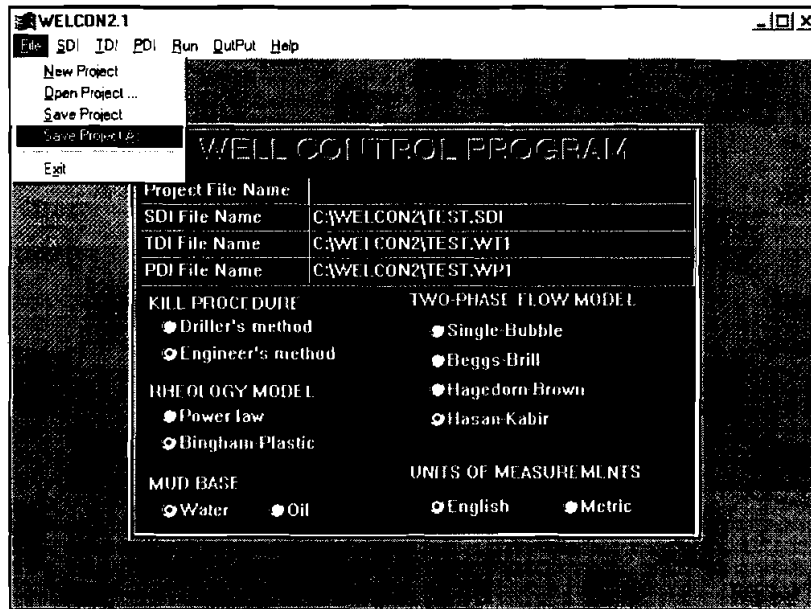 WELCON2.1
File SDI TDI PDI Run OutPut Help
New Project
Open Project ...
Save Project
Save Project As
Exit
WELL CONTROL PROGRAM
Project File Name
SDI File Name C:\WELCON2\TEST.SDI
TDI File Name C:\WELCON2\TEST.WT1
PDI File Name C:\WELCON2\TEST.WP1
KILL PROCEDURE
Driller's method
Engineer's method
RHEOLOGY MODEL
Power law
Bingham-Plastic
MUD BASE
Water Oil
TWO-PHASE FLOW MODEL
Single-Bubble
Beggs-Brill
Hagedorn-Brown
Hasan-Kabir
UNITS OF MEASUREMENTS
English Metric